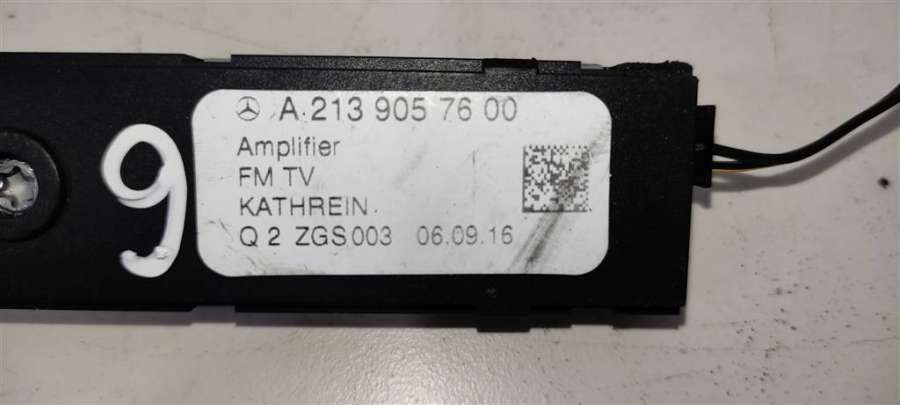 A 213 905 76 00
Amplifier
FM TV
KATHREIN
Q 2 ZGS 003 06.09.16
9